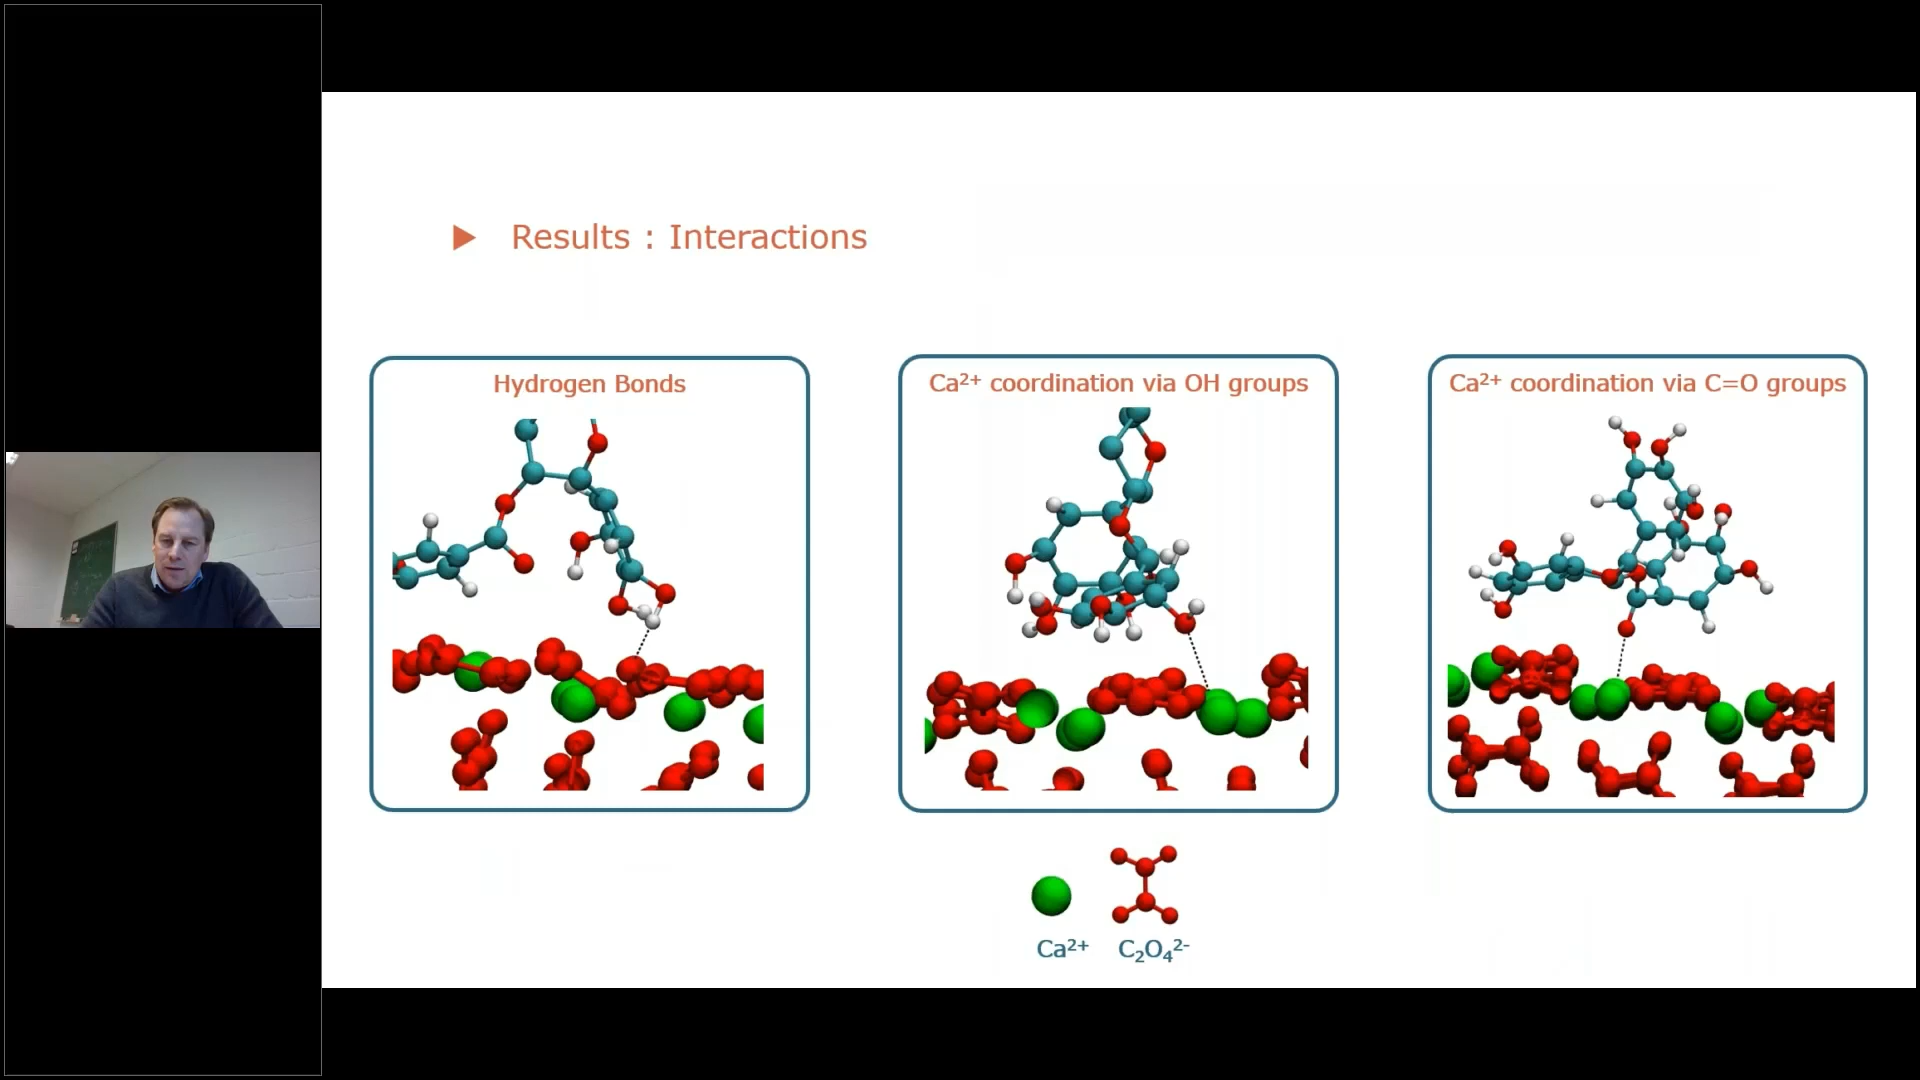 ▶ Results : Interactions
Hydrogen Bonds
Ca²⁺ coordination via OH groups
Ca²⁺ coordination via C=O groups
Ca²⁺ C₂O₄²⁻